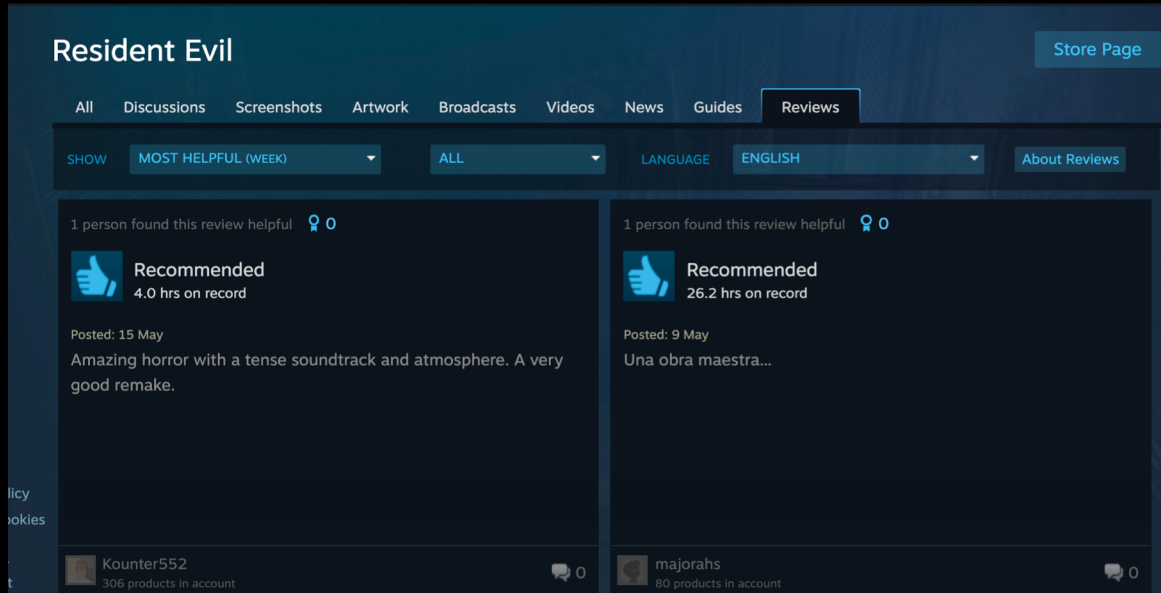 Resident Evil
Store Page
All Discussions Screenshots Artwork Broadcasts Videos News Guides Reviews
SHOW MOST HELPFUL (WEEK) ALL LANGUAGE ENGLISH About Reviews
1 person found this review helpful 0
Recommended
4.0 hrs on record
Posted: 15 May
Amazing horror with a tense soundtrack and atmosphere. A very
good remake.
Kounter552
306 products in account
0
1 person found this review helpful 0
Recommended
26.2 hrs on record
Posted: 9 May
Una obra maestra...
majorahs
80 products in account
0
licy
ookies
t